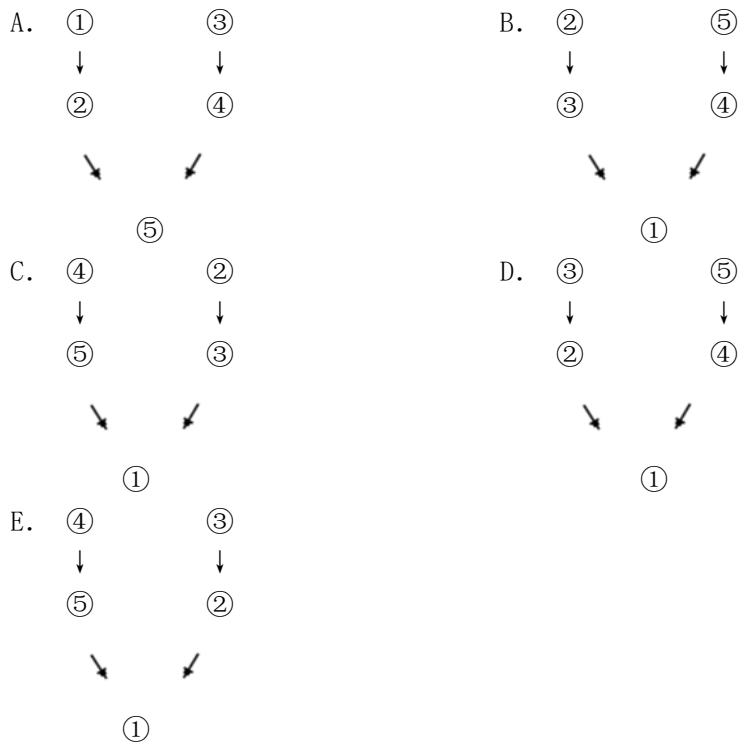 A. ① ③ B. ② ⑤
↓ ↓ ↓ ↓
② ④ ③ ④
↘ ↙ ↘ ↙
⑤ ①
C. ④ ② D. ③ ⑤
↓ ↓ ↓ ↓
⑤ ③ ② ④
↘ ↙ ↘ ↙
① ①
E. ④ ③
↓ ↓
⑤ ②
↘ ↙
①